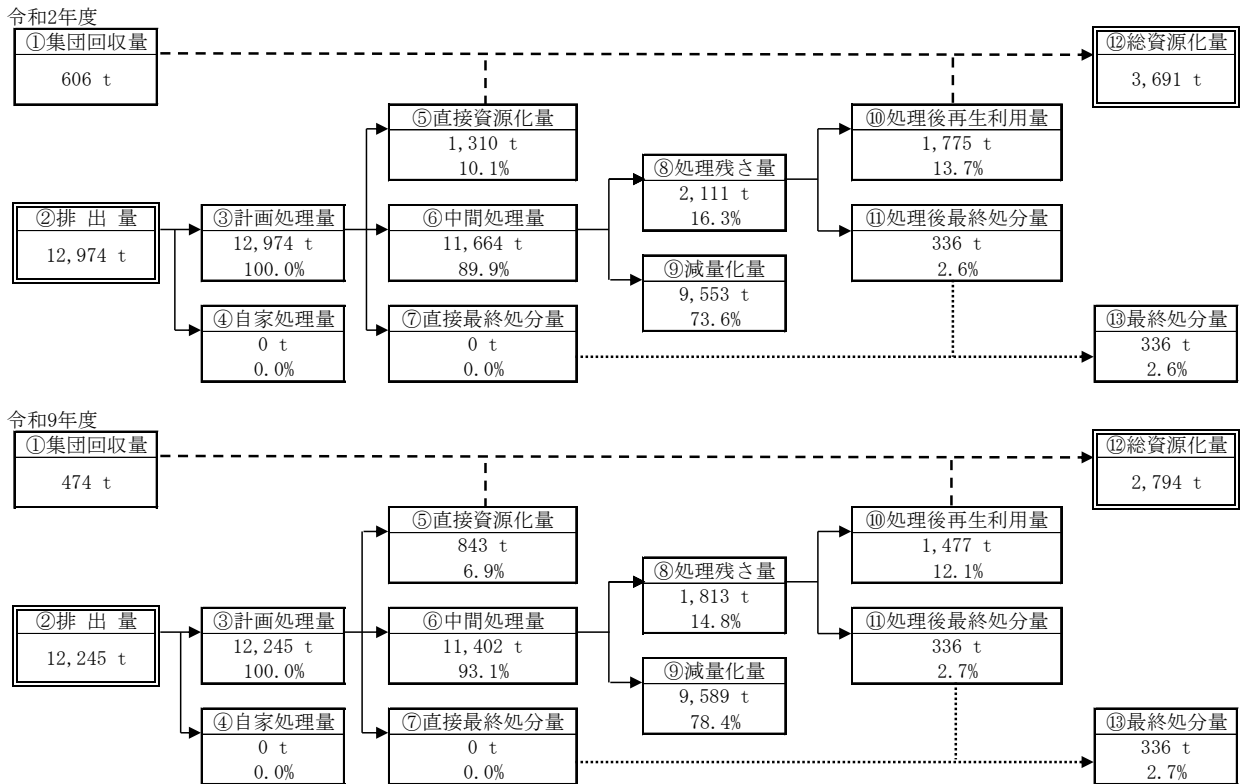 令和2年度
①集団回収量
606 t
⑫総資源化量
3,691 t
⑤直接資源化量
1,310 t
10.1%
⑩処理後再生利用量
1,775 t
13.7%
⑧処理残さ量
2,111 t
16.3%
②排 出 量
12,974 t
③計画処理量
12,974 t
100.0%
⑥中間処理量
11,664 t
89.9%
⑪処理後最終処分量
336 t
2.6%
⑨減量化量
9,553 t
73.6%
④自家処理量
0 t
0.0%
⑦直接最終処分量
0 t
0.0%
⑬最終処分量
336 t
2.6%
令和9年度
①集団回収量
474 t
⑫総資源化量
2,794 t
⑤直接資源化量
843 t
6.9%
⑩処理後再生利用量
1,477 t
12.1%
⑧処理残さ量
1,813 t
14.8%
②排 出 量
12,245 t
③計画処理量
12,245 t
100.0%
⑥中間処理量
11,402 t
93.1%
⑪処理後最終処分量
336 t
2.7%
⑨減量化量
9,589 t
78.4%
④自家処理量
0 t
0.0%
⑦直接最終処分量
0 t
0.0%
⑬最終処分量
336 t
2.7%